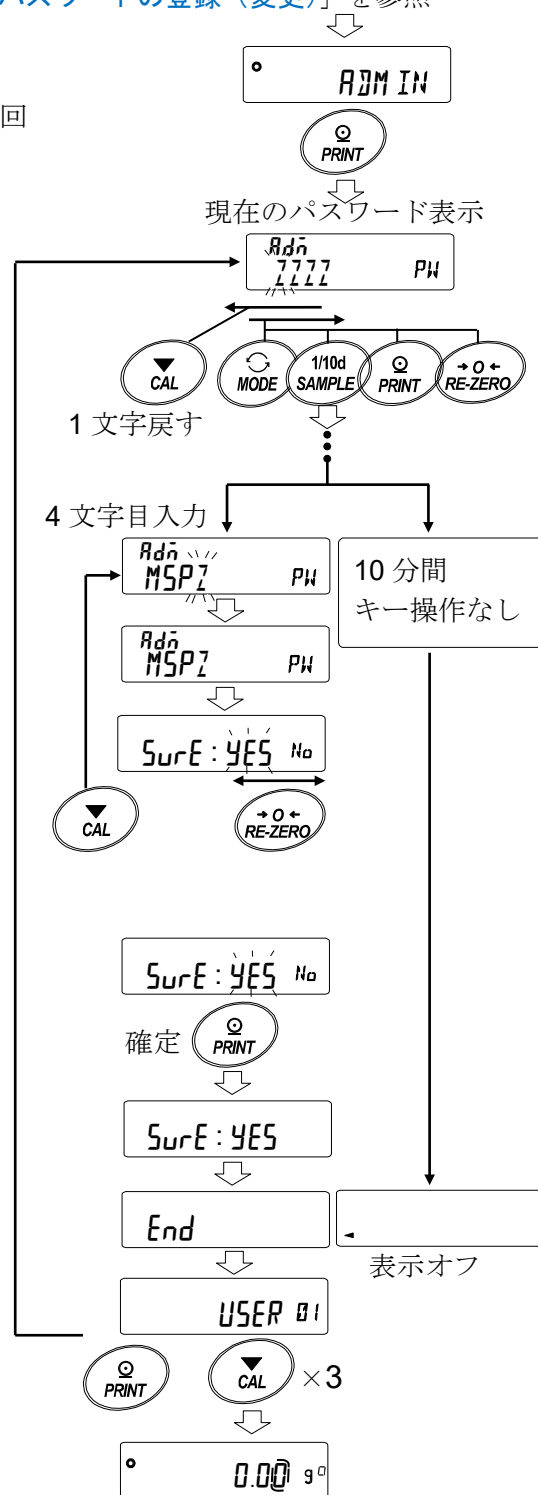 パスワードの登録（変更）」を参照
ADMIN
回
PRINT
現在のパスワード表示
Adm
ZZZZ PW
CAL MODE 1/10d SAMPLE PRINT →0← RE-ZERO
1 文字戻す
4 文字目入力
Adm
MSPZ PW
10 分間
キー操作なし
Adm
MSPZ PW
SurE:YES No
CAL
→0← RE-ZERO
SurE:YES No
確定 PRINT
SurE:YES
End
表示オフ
USER 01
PRINT CAL ×3
0.00 g